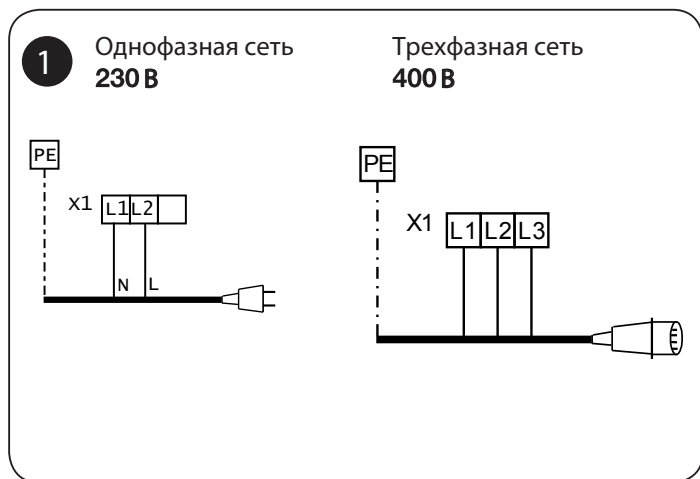 1
Однофазная сеть
230 В
Трехфазная сеть
400 В
PE
X1 L1 L2
N L
PE
X1 L1 L2 L3